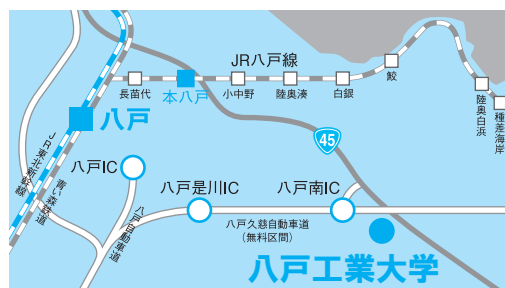 JR八戸線
長苗代
本八戸
小中野
陸奥湊
白銀
鮫
陸奥白浜
種差海岸
八戸
45
JR東北新幹線
青い森鉄道
八戸IC
八戸自動車道
八戸是川IC
八戸南IC
八戸久慈自動車道
(無料区間)
八戸工業大学